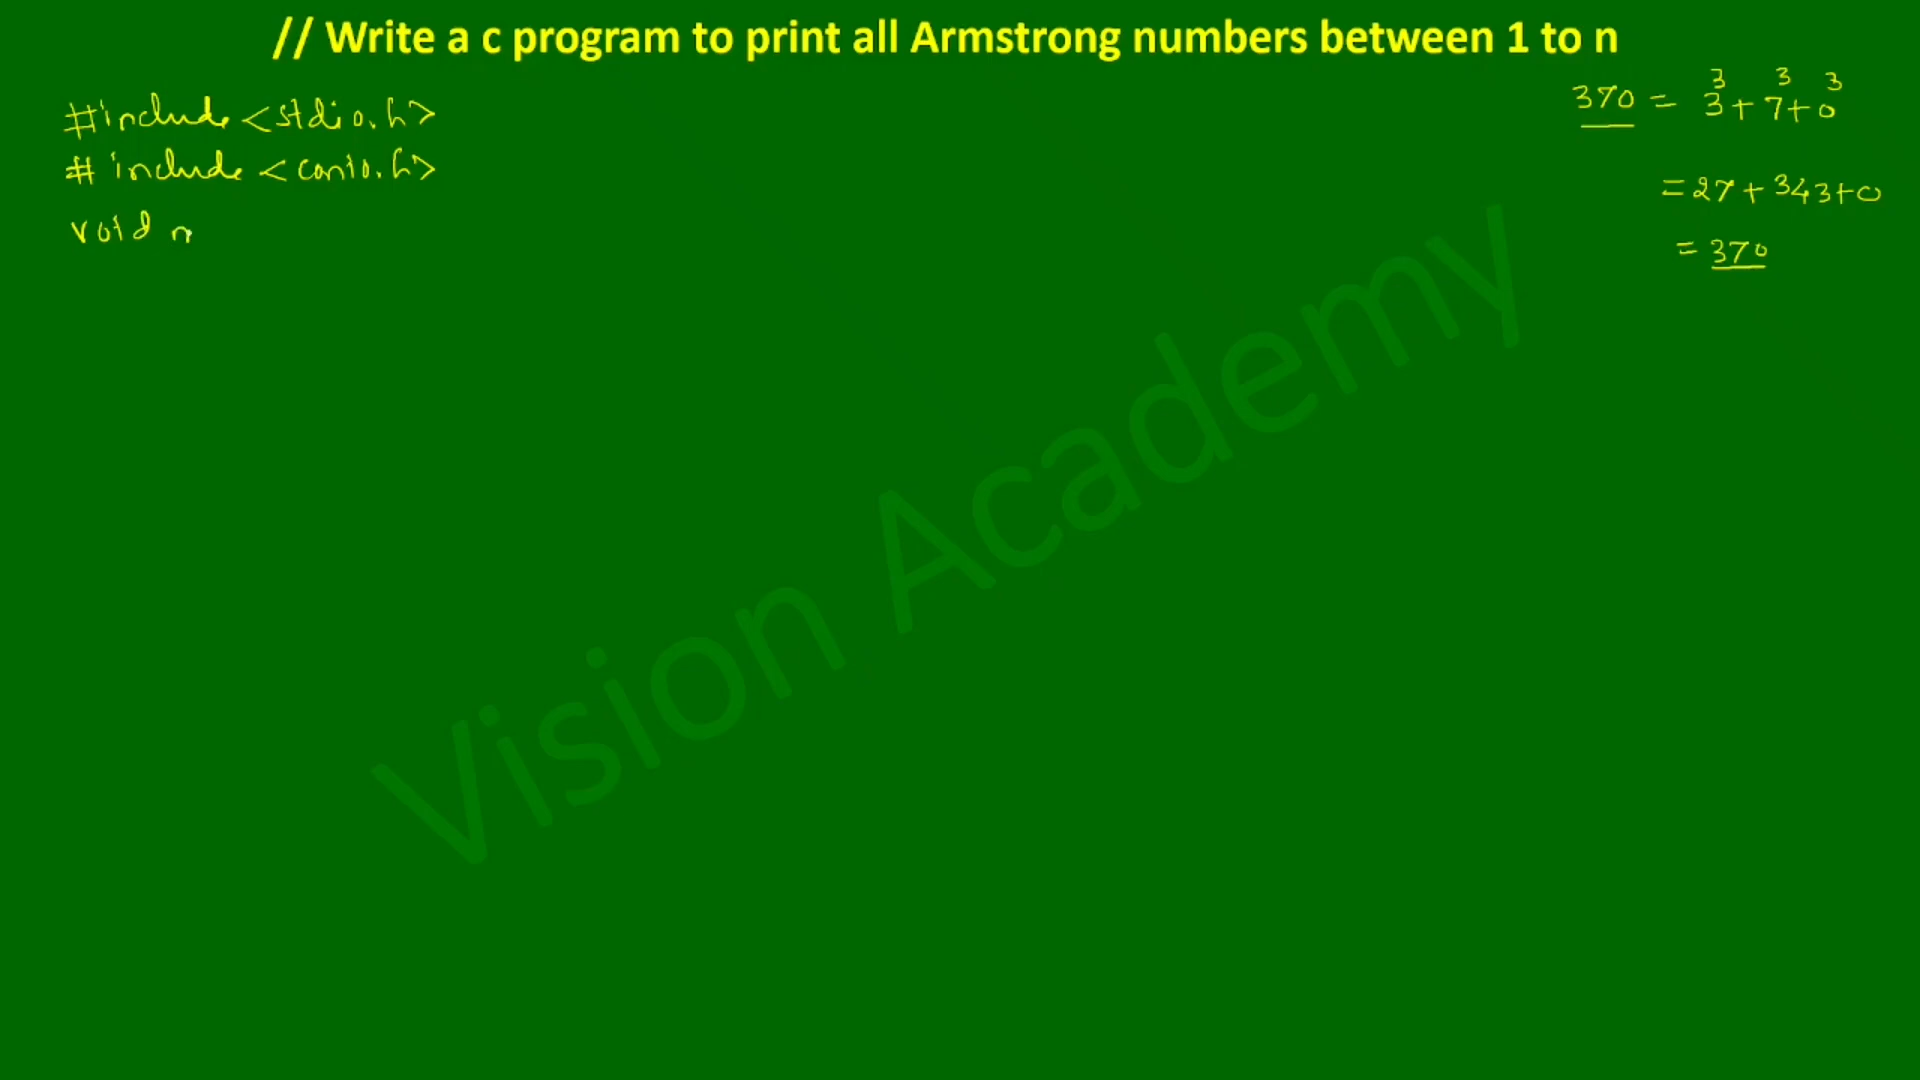 // Write a c program to print all Armstrong numbers between 1 to n
#include <stdio.h>
# include <conio.h>
void n
370 = 3³ + 7³ + 0³
= 27 + 343 + 0
= 370
Vision Academy